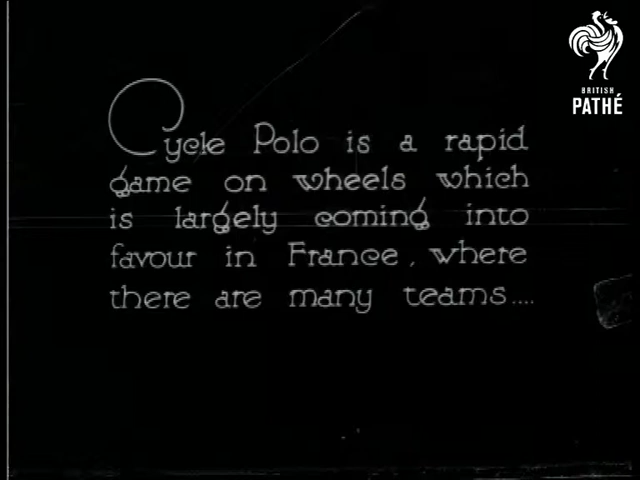 BRITISH
PATHÉ
Cycle Polo is a rapid
game on wheels which
is largely coming into
favour in France, where
there are many teams....